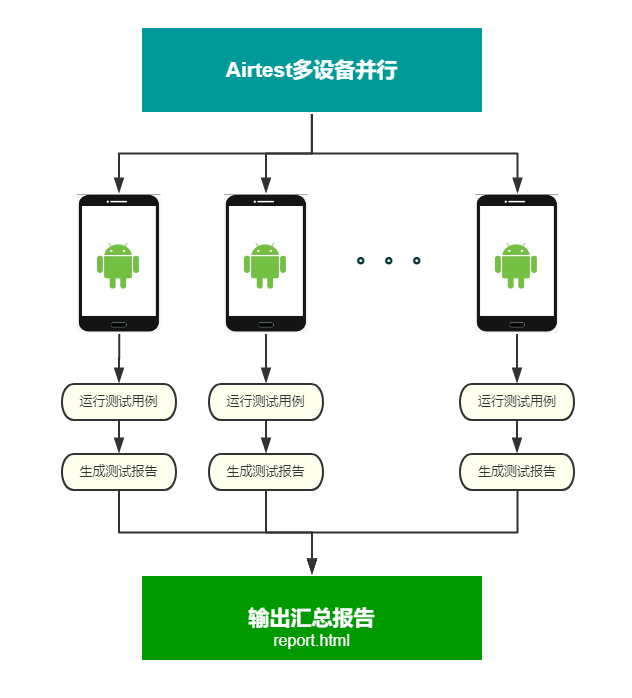 Airtest多设备并行
运行测试用例
运行测试用例
运行测试用例
生成测试报告
生成测试报告
生成测试报告
输出汇总报告
report.html